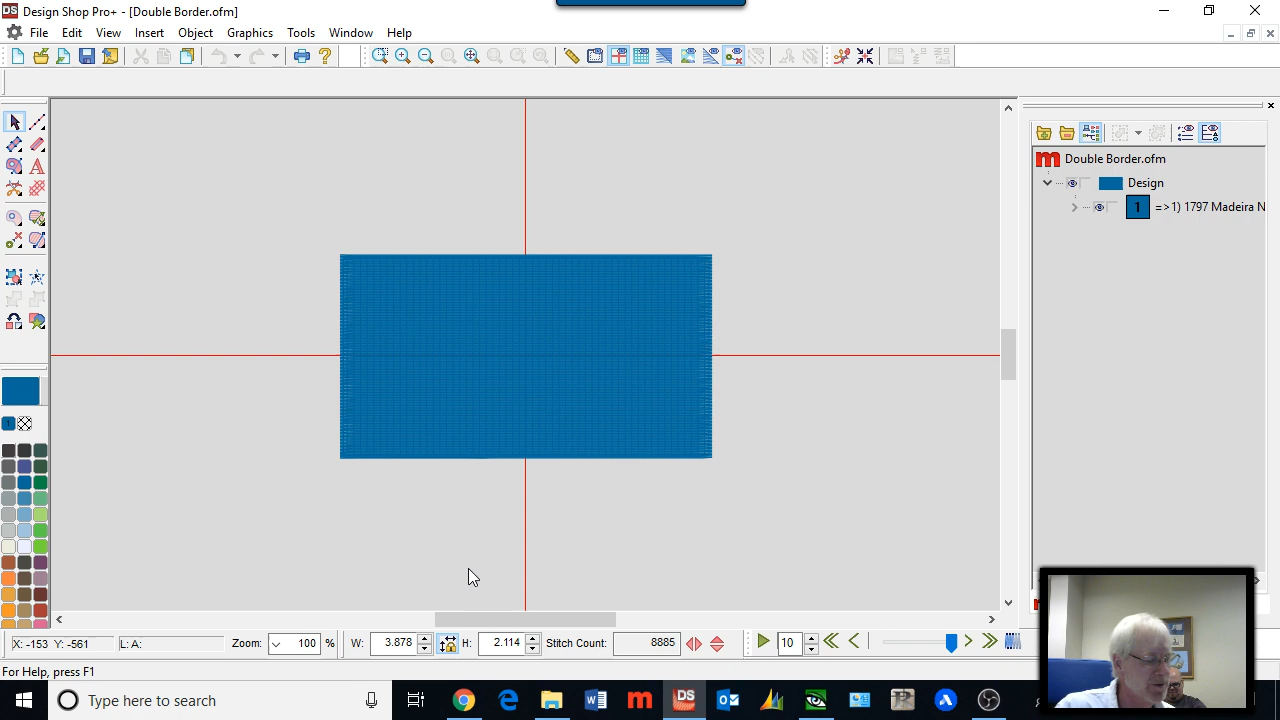 DS Design Shop Pro+ - [Double Border.ofm]
File Edit View Insert Object Graphics Tools Window Help
Double Border.ofm
Design
1 =>1) 1797 Madeira N
1
X: -153 Y: -561 L: A: Zoom: 100 % W: 3.878 2.114 Stitch Count: 8885 10
For Help, press F1
Type here to search
DS